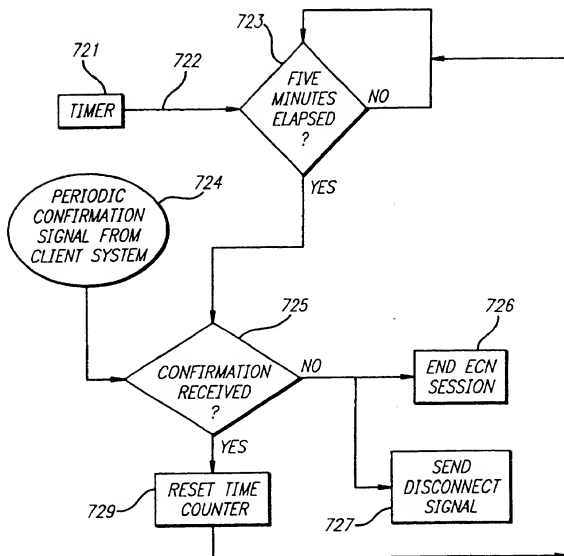 723
721
722
TIMER
FIVE
MINUTES
ELAPSED
?
NO
YES
724
PERIODIC
CONFIRMATION
SIGNAL FROM
CLIENT SYSTEM
725
726
CONFIRMATION
RECEIVED
?
NO
END ECN
SESSION
YES
729
RESET TIME
COUNTER
SEND
DISCONNECT
SIGNAL
727